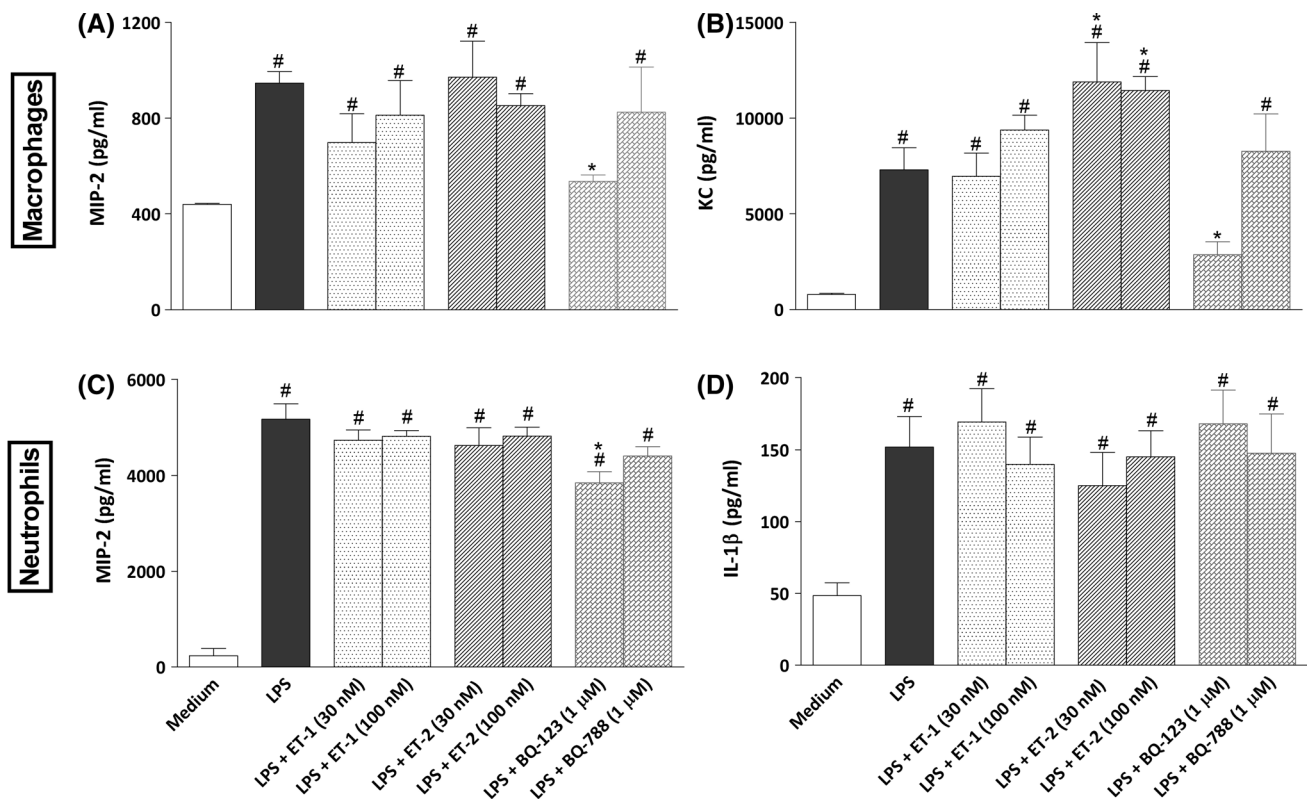 Macrophages
(A)
MIP-2 (pg/ml)
1200
800
400
0
#
#
#
#
#
*
#
(B)
KC (pg/ml)
15000
10000
5000
0
#
#
#
*
#
*
#
*
#
Neutrophils
(C)
MIP-2 (pg/ml)
6000
4000
2000
0
#
#
#
#
#
*
#
#
Medium
LPS
LPS + ET-1 (30 nM)
LPS + ET-1 (100 nM)
LPS + ET-2 (30 nM)
LPS + ET-2 (100 nM)
LPS + BQ-123 (1 μM)
LPS + BQ-788 (1 μM)
(D)
IL-1β (pg/ml)
200
150
100
50
0
#
#
#
#
#
#
#
Medium
LPS
LPS + ET-1 (30 nM)
LPS + ET-1 (100 nM)
LPS + ET-2 (30 nM)
LPS + ET-2 (100 nM)
LPS + BQ-123 (1 μM)
LPS + BQ-788 (1 μM)